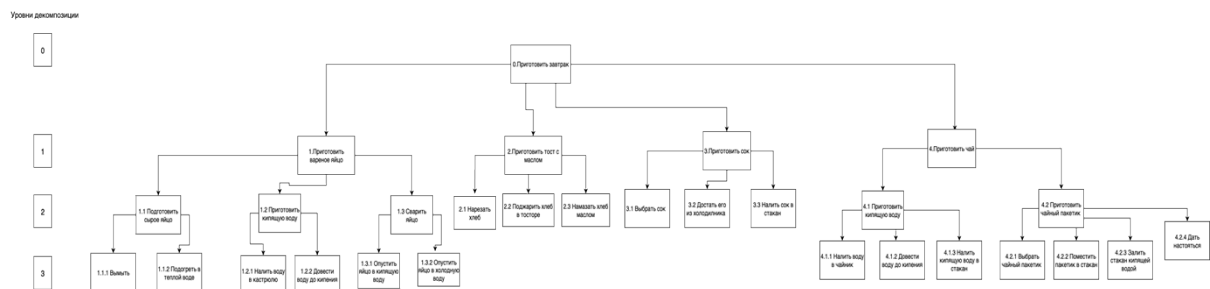 Уровни декомпозиции
0
0.Приготовить завтрак
1
1.Приготовить
вареное яйцо
2.Приготовить тост с
маслом
3.Приготовить сок
4.Приготовить чай
2
1.1 Подготовить
сырое яйцо
1.2 Приготовить
кипящую воду
1.3 Сварить
яйцо
2.1 Нарезать
хлеб
2.2 Поджарить хлеб
в тосторе
2.3 Намазать хлеб
маслом
3.1 Выбрать сок
3.2 Достать его
из холодильника
3.3 Налить сок в
стакан
4.1 Приготовить
кипящую воду
4.2 Приготовить
чайный пакетик
3
1.1.1 Вымыть
1.1.2 Подогреть в
теплой воде
1.2.1 Налить воду
в кастрюлю
1.2.2 Довести
воду до кипения
1.3.1 Опустить
яйцо в кипящую
воду
1.3.2 Опустить
яйцо в холодную
воду
4.1.1 Налить воду
в чайник
4.1.2 Довести
воду до кипения
4.1.3 Налить
кипящую воду в
стакан
4.2.1 Выбрать
чайный пакетик
4.2.2 Поместить
пакетик в стакан
4.2.3 Залить
стакан кипящей
водой
4.2.4 Дать
настояться